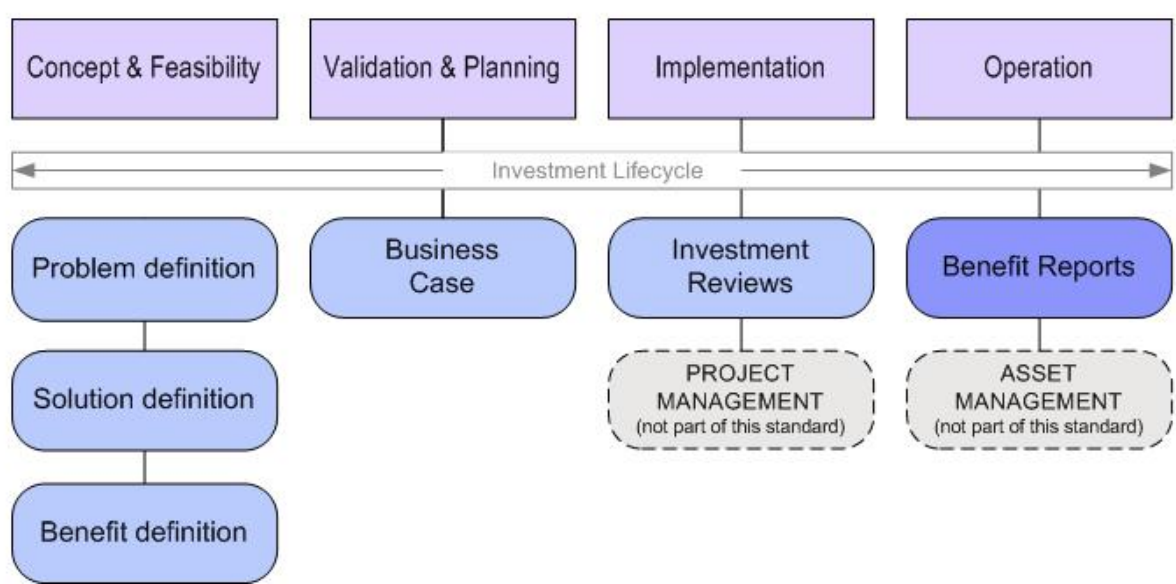 Concept & Feasibility
Validation & Planning
Implementation
Operation
Investment Lifecycle
Problem definition
Business
Case
Investment
Reviews
Benefit Reports
Solution definition
PROJECT
MANAGEMENT
(not part of this standard)
ASSET
MANAGEMENT
(not part of this standard)
Benefit definition